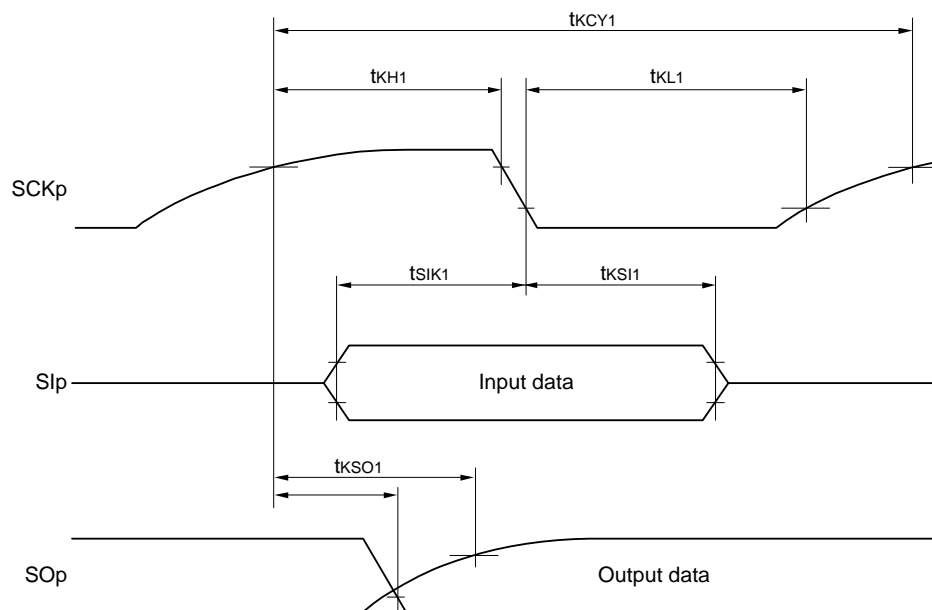 tKCY1
tKH1
tKL1
SCKp
tSIK1
tKSI1
SIp
Input data
tKSO1
SOp
Output data